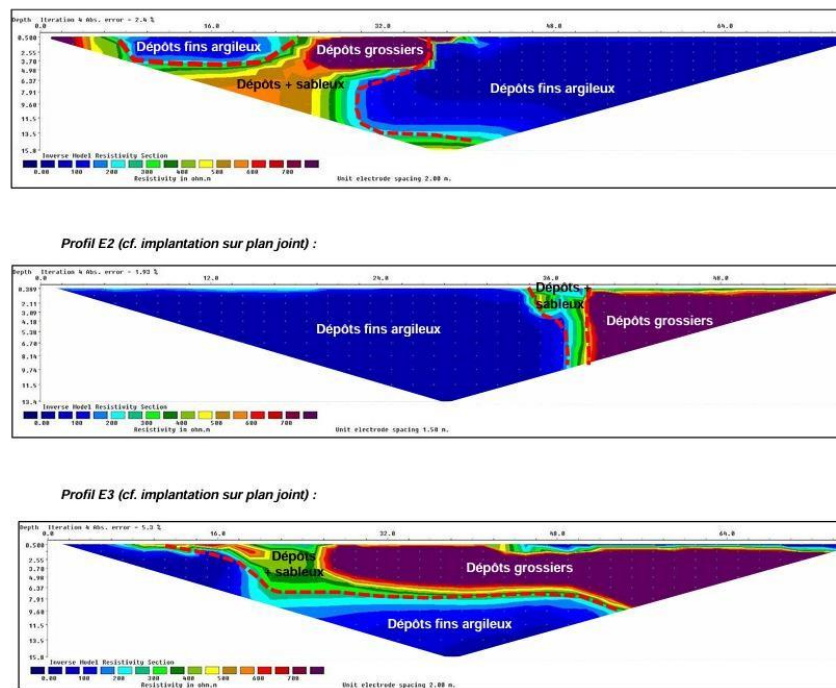 Depth Iteration 4 Abs. error = 2.4 %
0.0 16.0 32.0 48.0 64.0
0.500
2.55
3.70
4.90
6.37
7.91
9.60
11.5
13.5
15.0
Dépôts fins argileux
Dépôts grossiers
Dépôts + sableux
Dépôts fins argileux
Inverse Model Resistivity Section
0.00 100 200 300 400 500 600 700
Resistivity in ohm.m
Unit electrode spacing 2.00 m.
Profil E2 (cf. implantation sur plan joint) :
Depth Iteration 4 Abs. error = 1.93 %
0.0 12.0 24.0 36.0 48.0
2.11
3.09
4.18
5.30
6.70
8.14
9.74
11.5
13.4
Dépôts +
sableux
Dépôts fins argileux
Dépôts grossiers
Inverse Model Resistivity Section
0.00 100 200 300 400 500 600 700
Resistivity in ohm.m
Unit electrode spacing 1.50 m.
Profil E3 (cf. implantation sur plan joint) :
Depth Iteration 4 Abs. error = 5.3 %
0.0 16.0 32.0 48.0 64.0
0.500
2.55
3.70
4.90
6.37
7.91
9.60
11.5
13.5
15.0
Dépôts
+ sableux
Dépôts grossiers
Dépôts fins argileux
Inverse Model Resistivity Section
0.00 100 200 300 400 500 600 700
Resistivity in ohm.m
Unit electrode spacing 2.00 m.